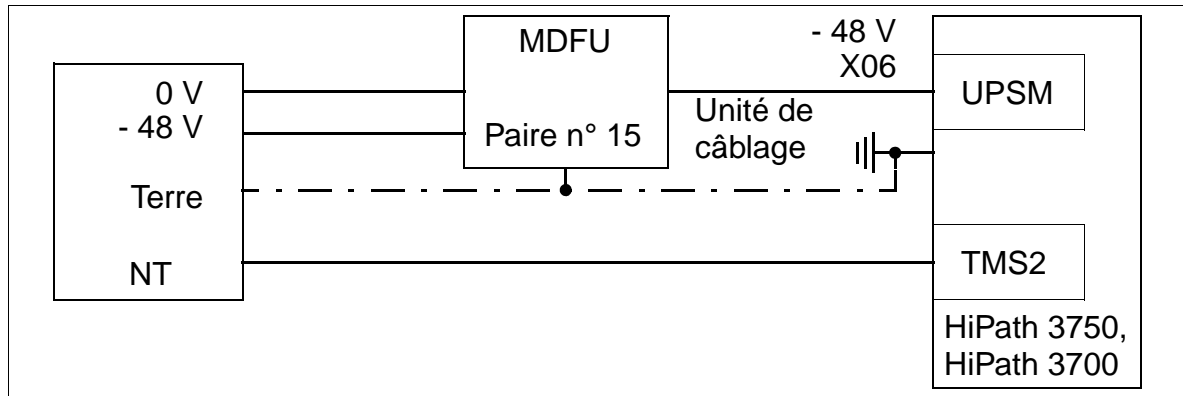 MDFU
- 48 V
X06
0 V
- 48 V
Paire n° 15
Unité de
câblage
UPSM
Terre
NT
TMS2
HiPath 3750,
HiPath 3700